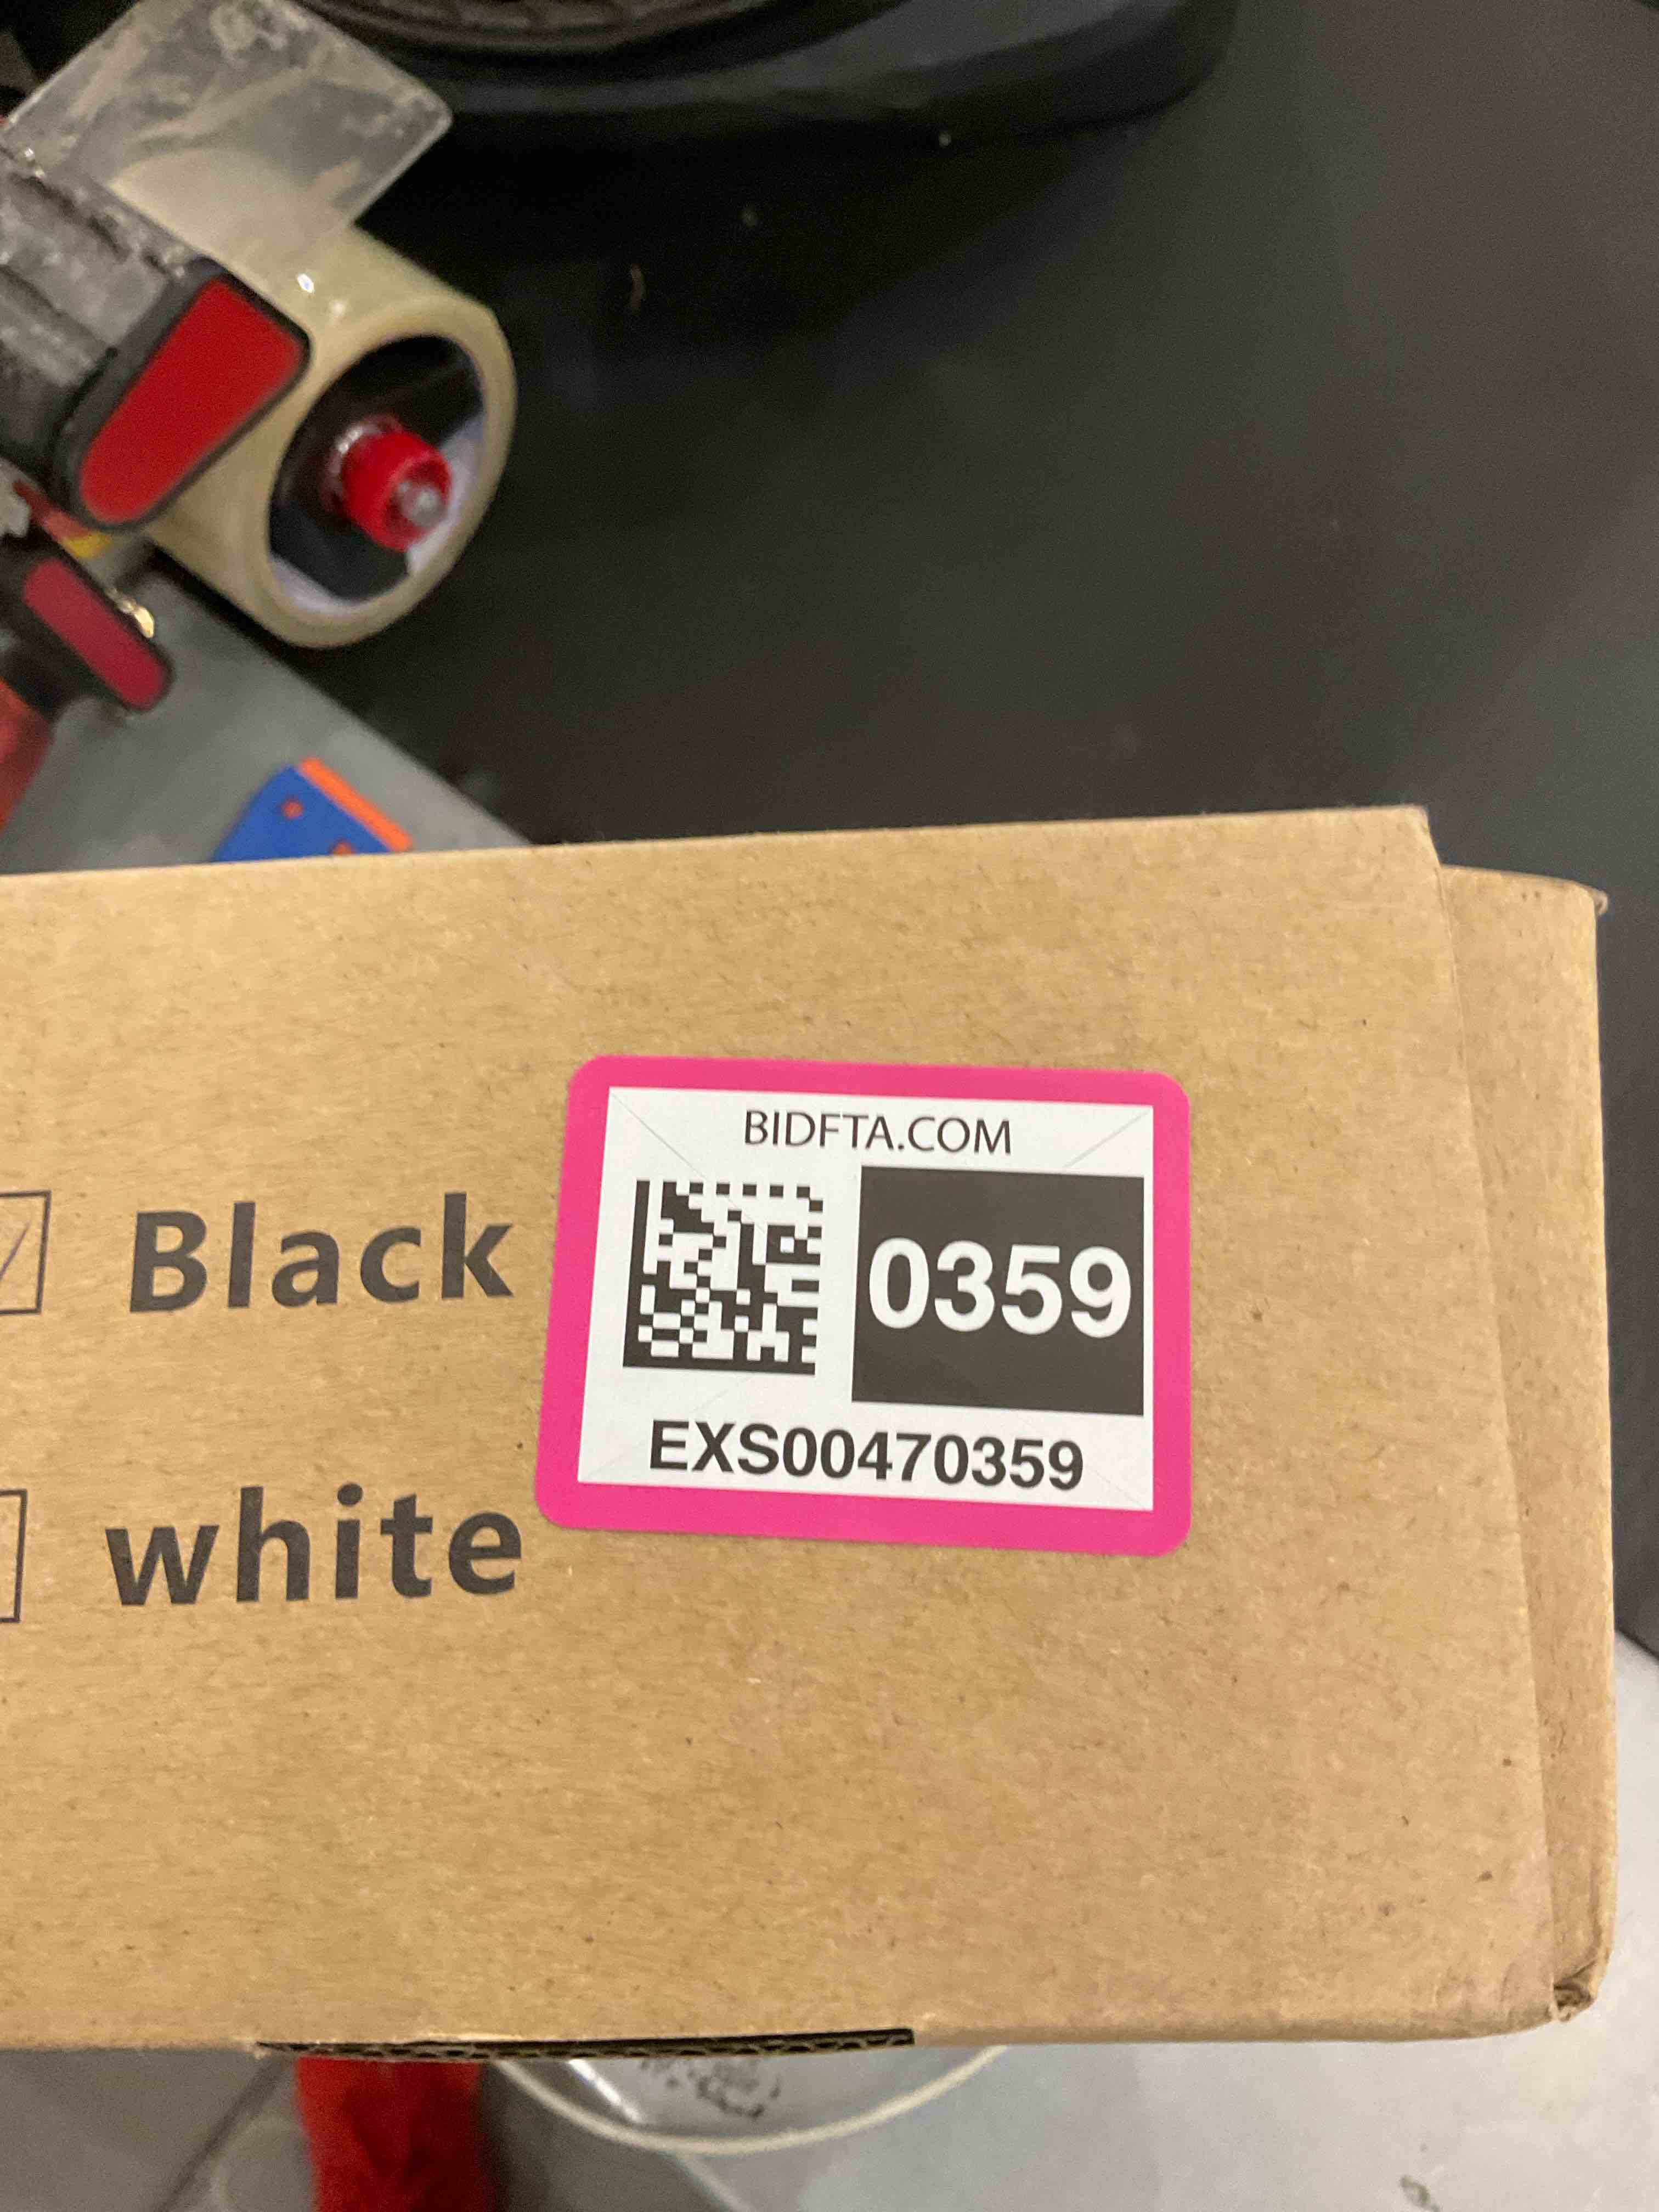 BIDFTA.COM
0359
EXS00470359
Black
white